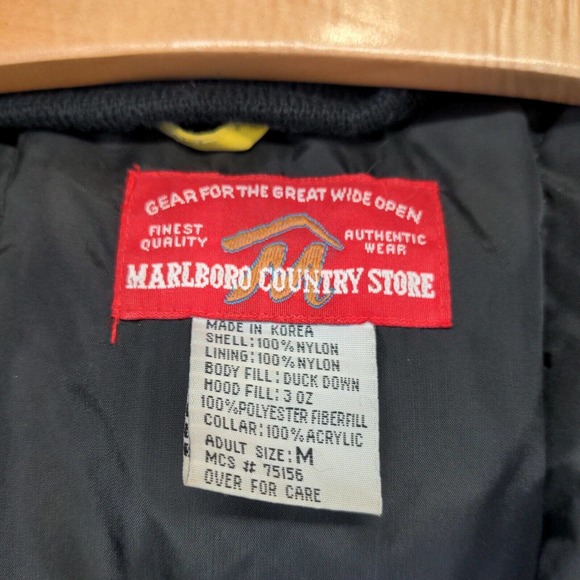 GEAR FOR THE GREAT WIDE OPEN
FINEST QUALITY
AUTHENTIC WEAR
M
MARLBORO COUNTRY STORE
MADE IN KOREA
SHELL:100% NYLON
LINING:100% NYLON
BODY FILL: DUCK DOWN
HOOD FILL: 3 OZ
100% POLYESTER FIBERFILL
COLLAR: 100% ACRYLIC
ADULT SIZE: M
MCS # 75156
OVER FOR CARE